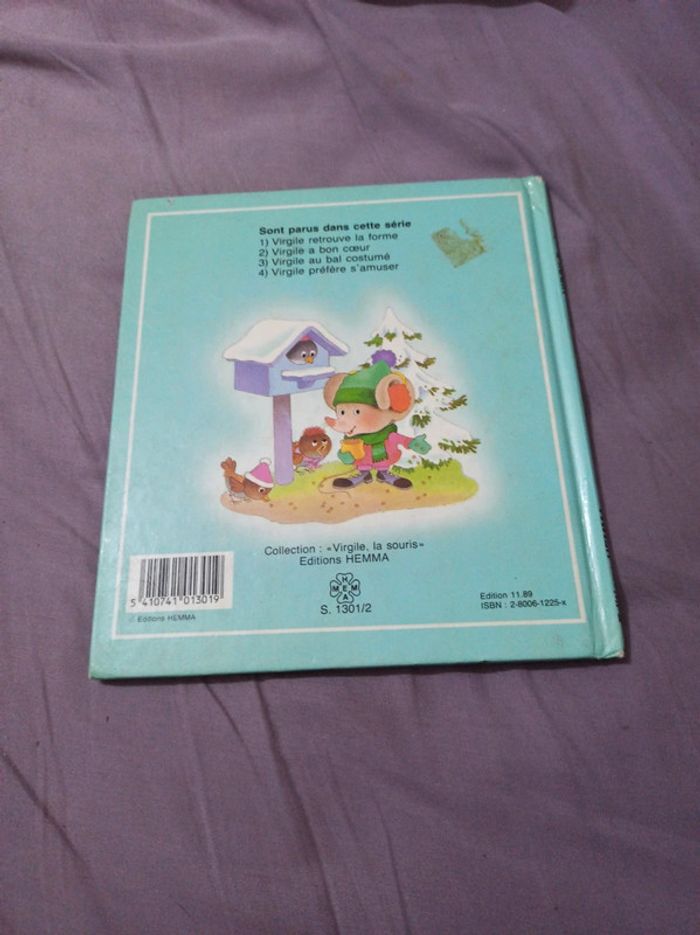 Sont parus dans cette série
1) Virgile retrouve la forme
2) Virgile a bon cœur
3) Virgile au bal costumé
4) Virgile préfère s'amuser
Collection : «Virgile, la souris»
Editions HEMMA
HEMMA
S. 1301/2
5 410741 013019
Editions HEMMA
Edition 11.89
ISBN : 2-8006-1225-x